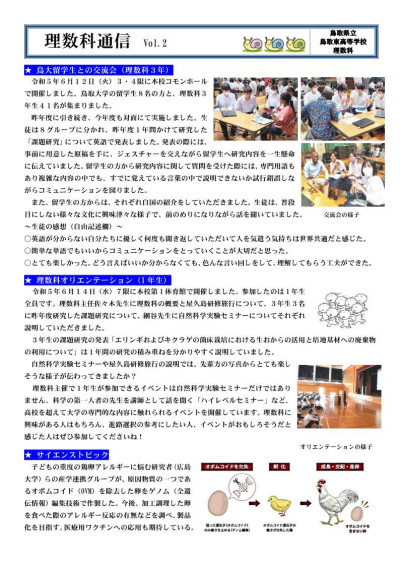 理数科通信 Vol.2
鳥取県立
鳥取東高等学校
理数科
★ 鳥大留学生との交流会（理数科３年）
令和５年６月１２日（火）３・４限に本校コモンホール
で開催しました。鳥取大学の留学生８名の方と、理数科３
年生４１名が集まりました。
昨年度に引き続き、今年度も対面にて実施しました。生
徒は８グループに分かれ、昨年度１年間かけて研究した
「課題研究」について英語で発表しました。発表の際には、
事前に用意した原稿を手に、ジェスチャーを交えながら留学生へ研究内容を一生懸命
に伝えていました。留学生の方から研究内容に関して質問を受けた際には、専門用語も
あり複雑な内容の中でも、すでに覚えている言葉の中で説明できないか試行錯誤しな
がらコミュニケーションを図りました。
また、留学生の方からは、それぞれ自国の紹介をしていただきました。生徒は、普段
目にしない様々な文化に興味津々な様子で、前のめりになりながら話を聞いていました。
交流会の様子
～生徒の感想（自由記述欄）～
○英語が分からない自分たちに優しく何度も聞き返していただいて人を気遣う気持ちは世界共通だと感じた。
○簡単な単語でもいいからコミュニケーションをとっていくことが大切だと思った。
○とても楽しかった。どう言えばいいか分からなくても、色んな言い回しをして、理解してもらう工夫ができた。
★ 理数科オリエンテーション（１年生）
令和５年６月１４日（水）７限に本校第１体育館で開催しました。参加したのは１年生
全員です。理数科主任佐々木先生に理数科の概要と屋久島研修旅行について、３年生３名
に昨年度研究した課題研究について、網谷先生に自然科学実験セミナーについてそれぞれ
説明していただきました。
３年生の課題研究の発表「エリンギおよびキクラゲの菌床栽培における生からの活用と培地基材への廃棄物
の利用について」は１年間の研究の積み重ねを分かりやすく説明していました。
自然科学実験セミナーや屋久島研修旅行の説明では、先輩方の写真からとても楽し
そうな様子が伝わってきましたか？
理数科主催で１年生が参加できるイベントは自然科学実験セミナーだけではあり
ません。科学の第一人者の先生を講師として話を聞く「ハイレベルセミナー」など、
高校を超えて大学の専門的な内容に触れられるイベントを開催しています。理数科に
興味がある人はもちろん、進路選択の参考にしたい人、イベントがおもしろそうだと
感じた人はぜひ参加してくださいね！
オリエンテーションの様子
★ サイエンストピック
子どもの重度の鶏卵アレルギーに悩む研究者（広島
大学）らの産学連携グループが、原因物質の一つであ
るオボムコイド（OVM）を除去した卵をゲノム（全遺
伝情報）編集技術で作製した。今後、加工調理した卵
を食べた際のアレルギー反応の有無などを調べ、製品
化を目指す。医療用ワクチンへの応用も期待している。
オボムコイドを欠失
孵化
成長・交配・産卵
オボムコイドを
含まない卵